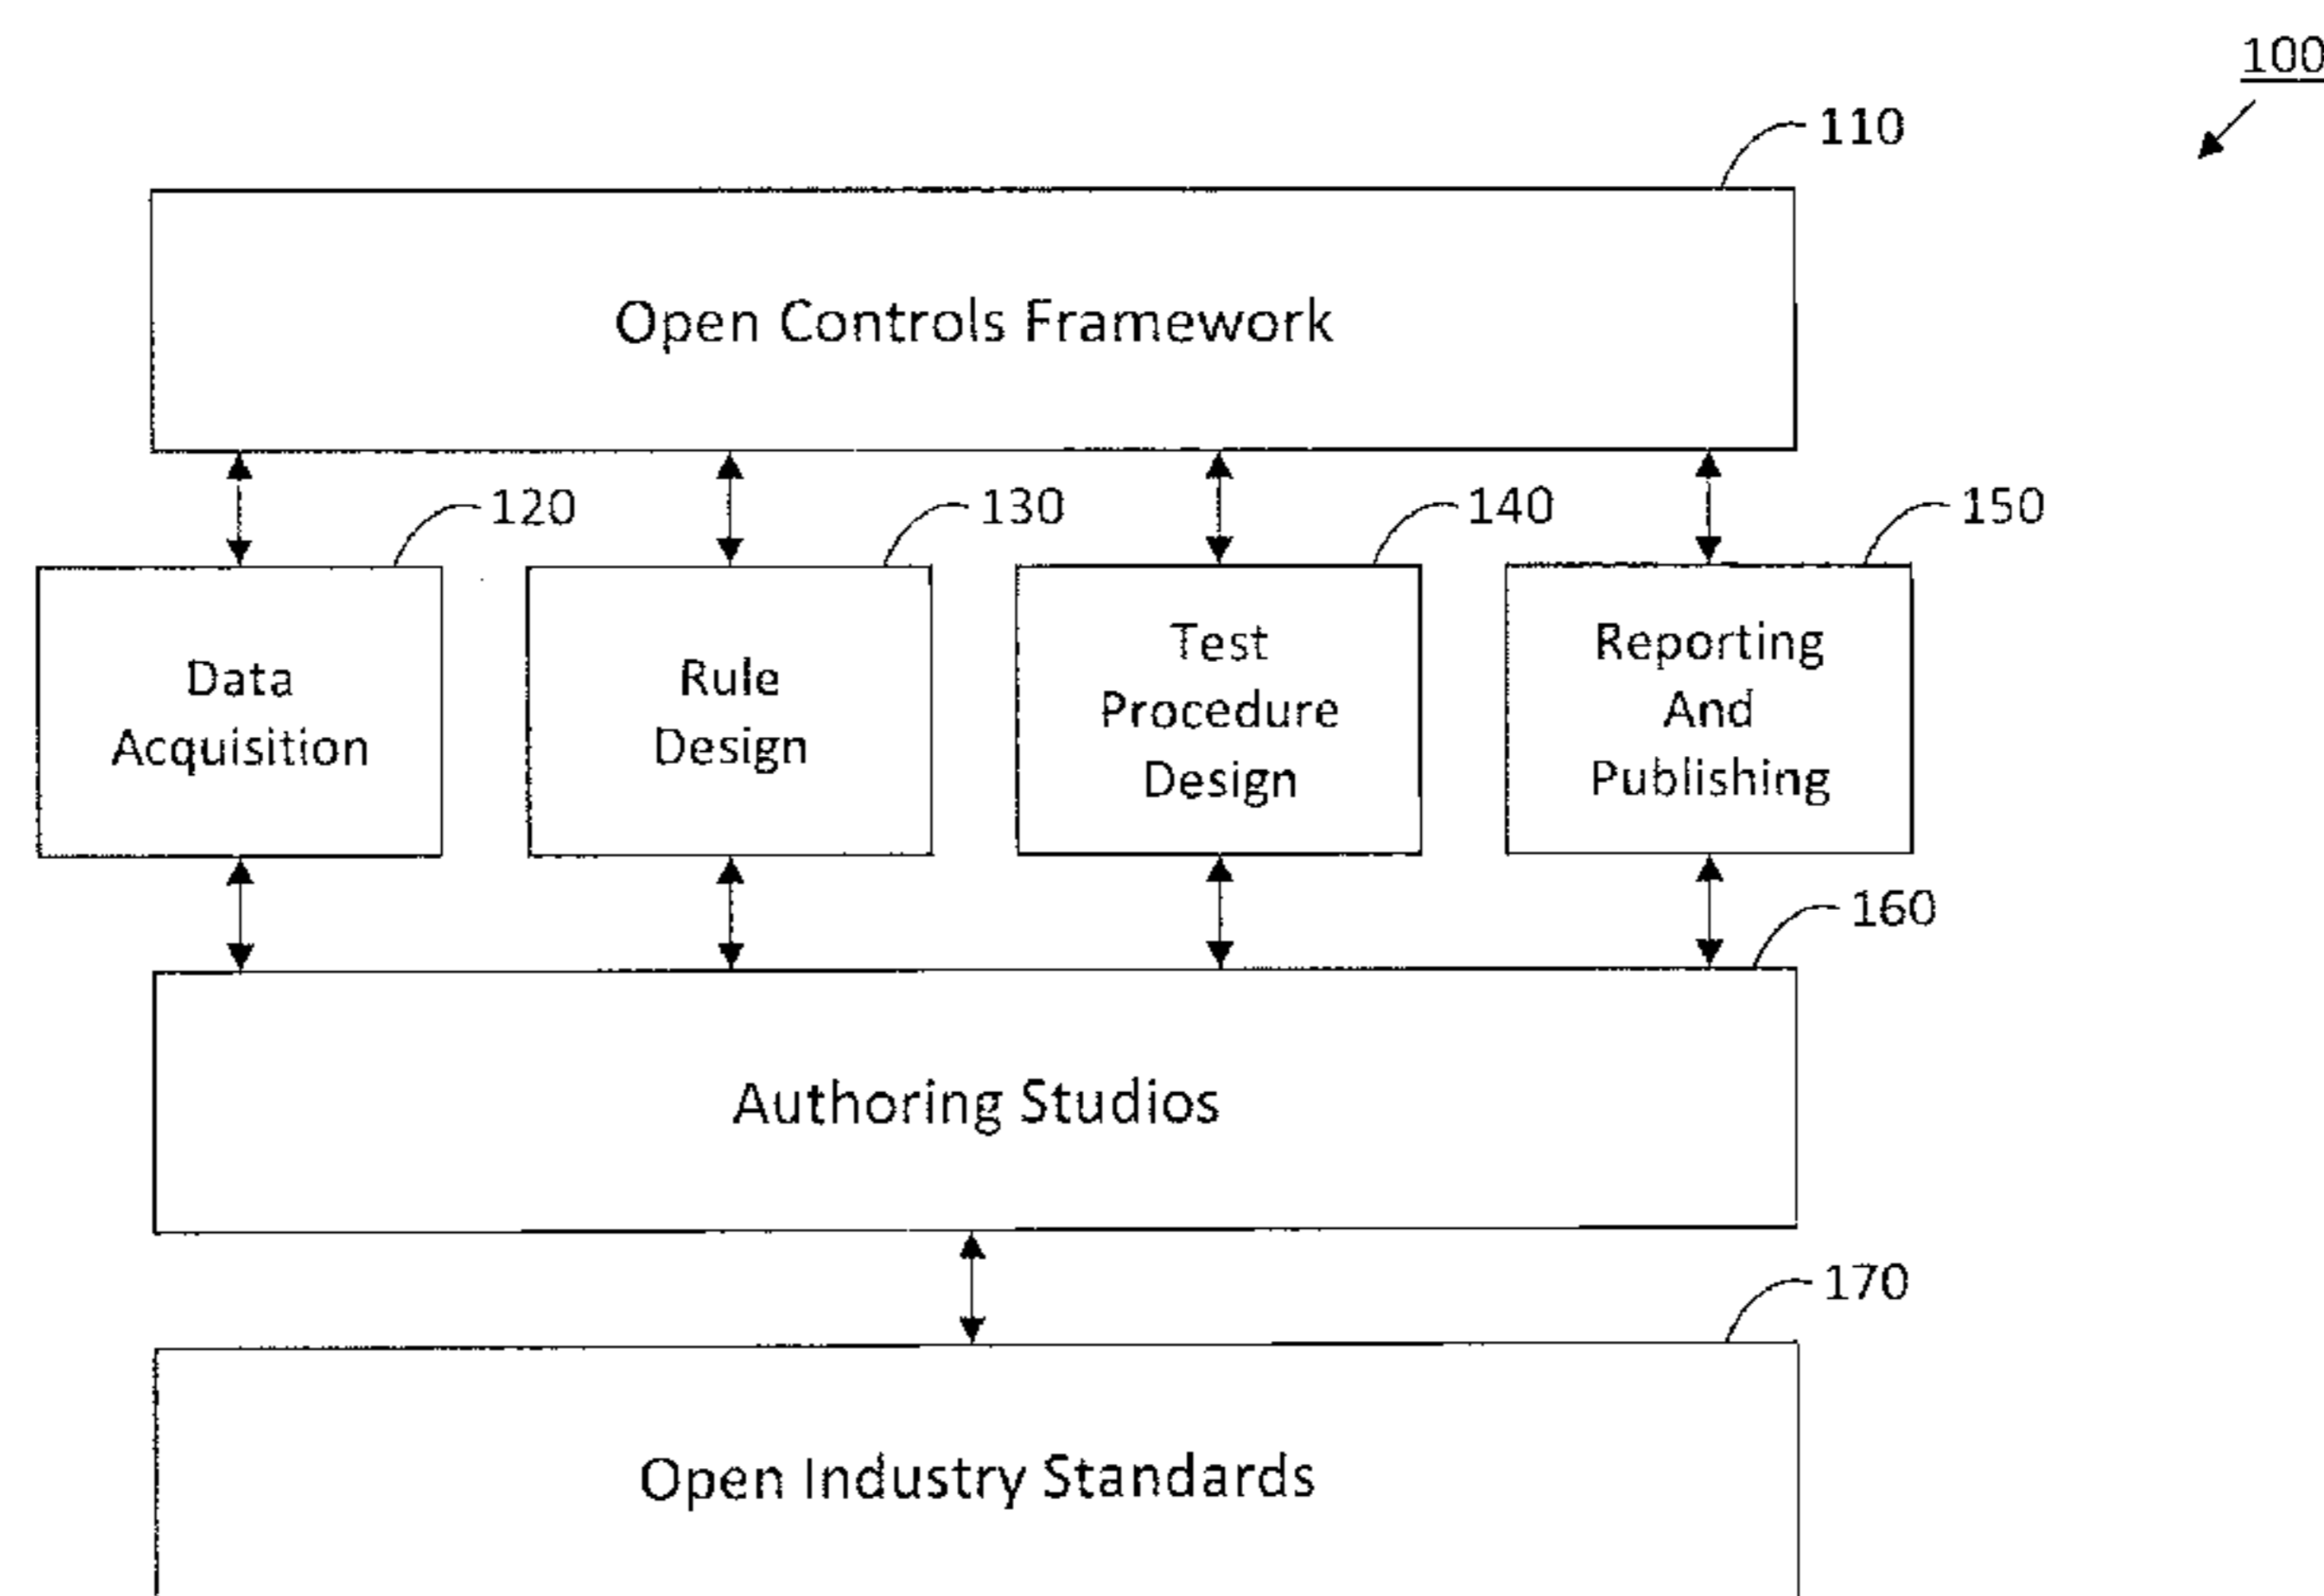 100
110
Open Controls Framework
120
130
140
150
Data
Acquisition
Rule
Design
Test
Procedure
Design
Reporting
And
Publishing
160
Authoring Studios
170
Open Industry Standards